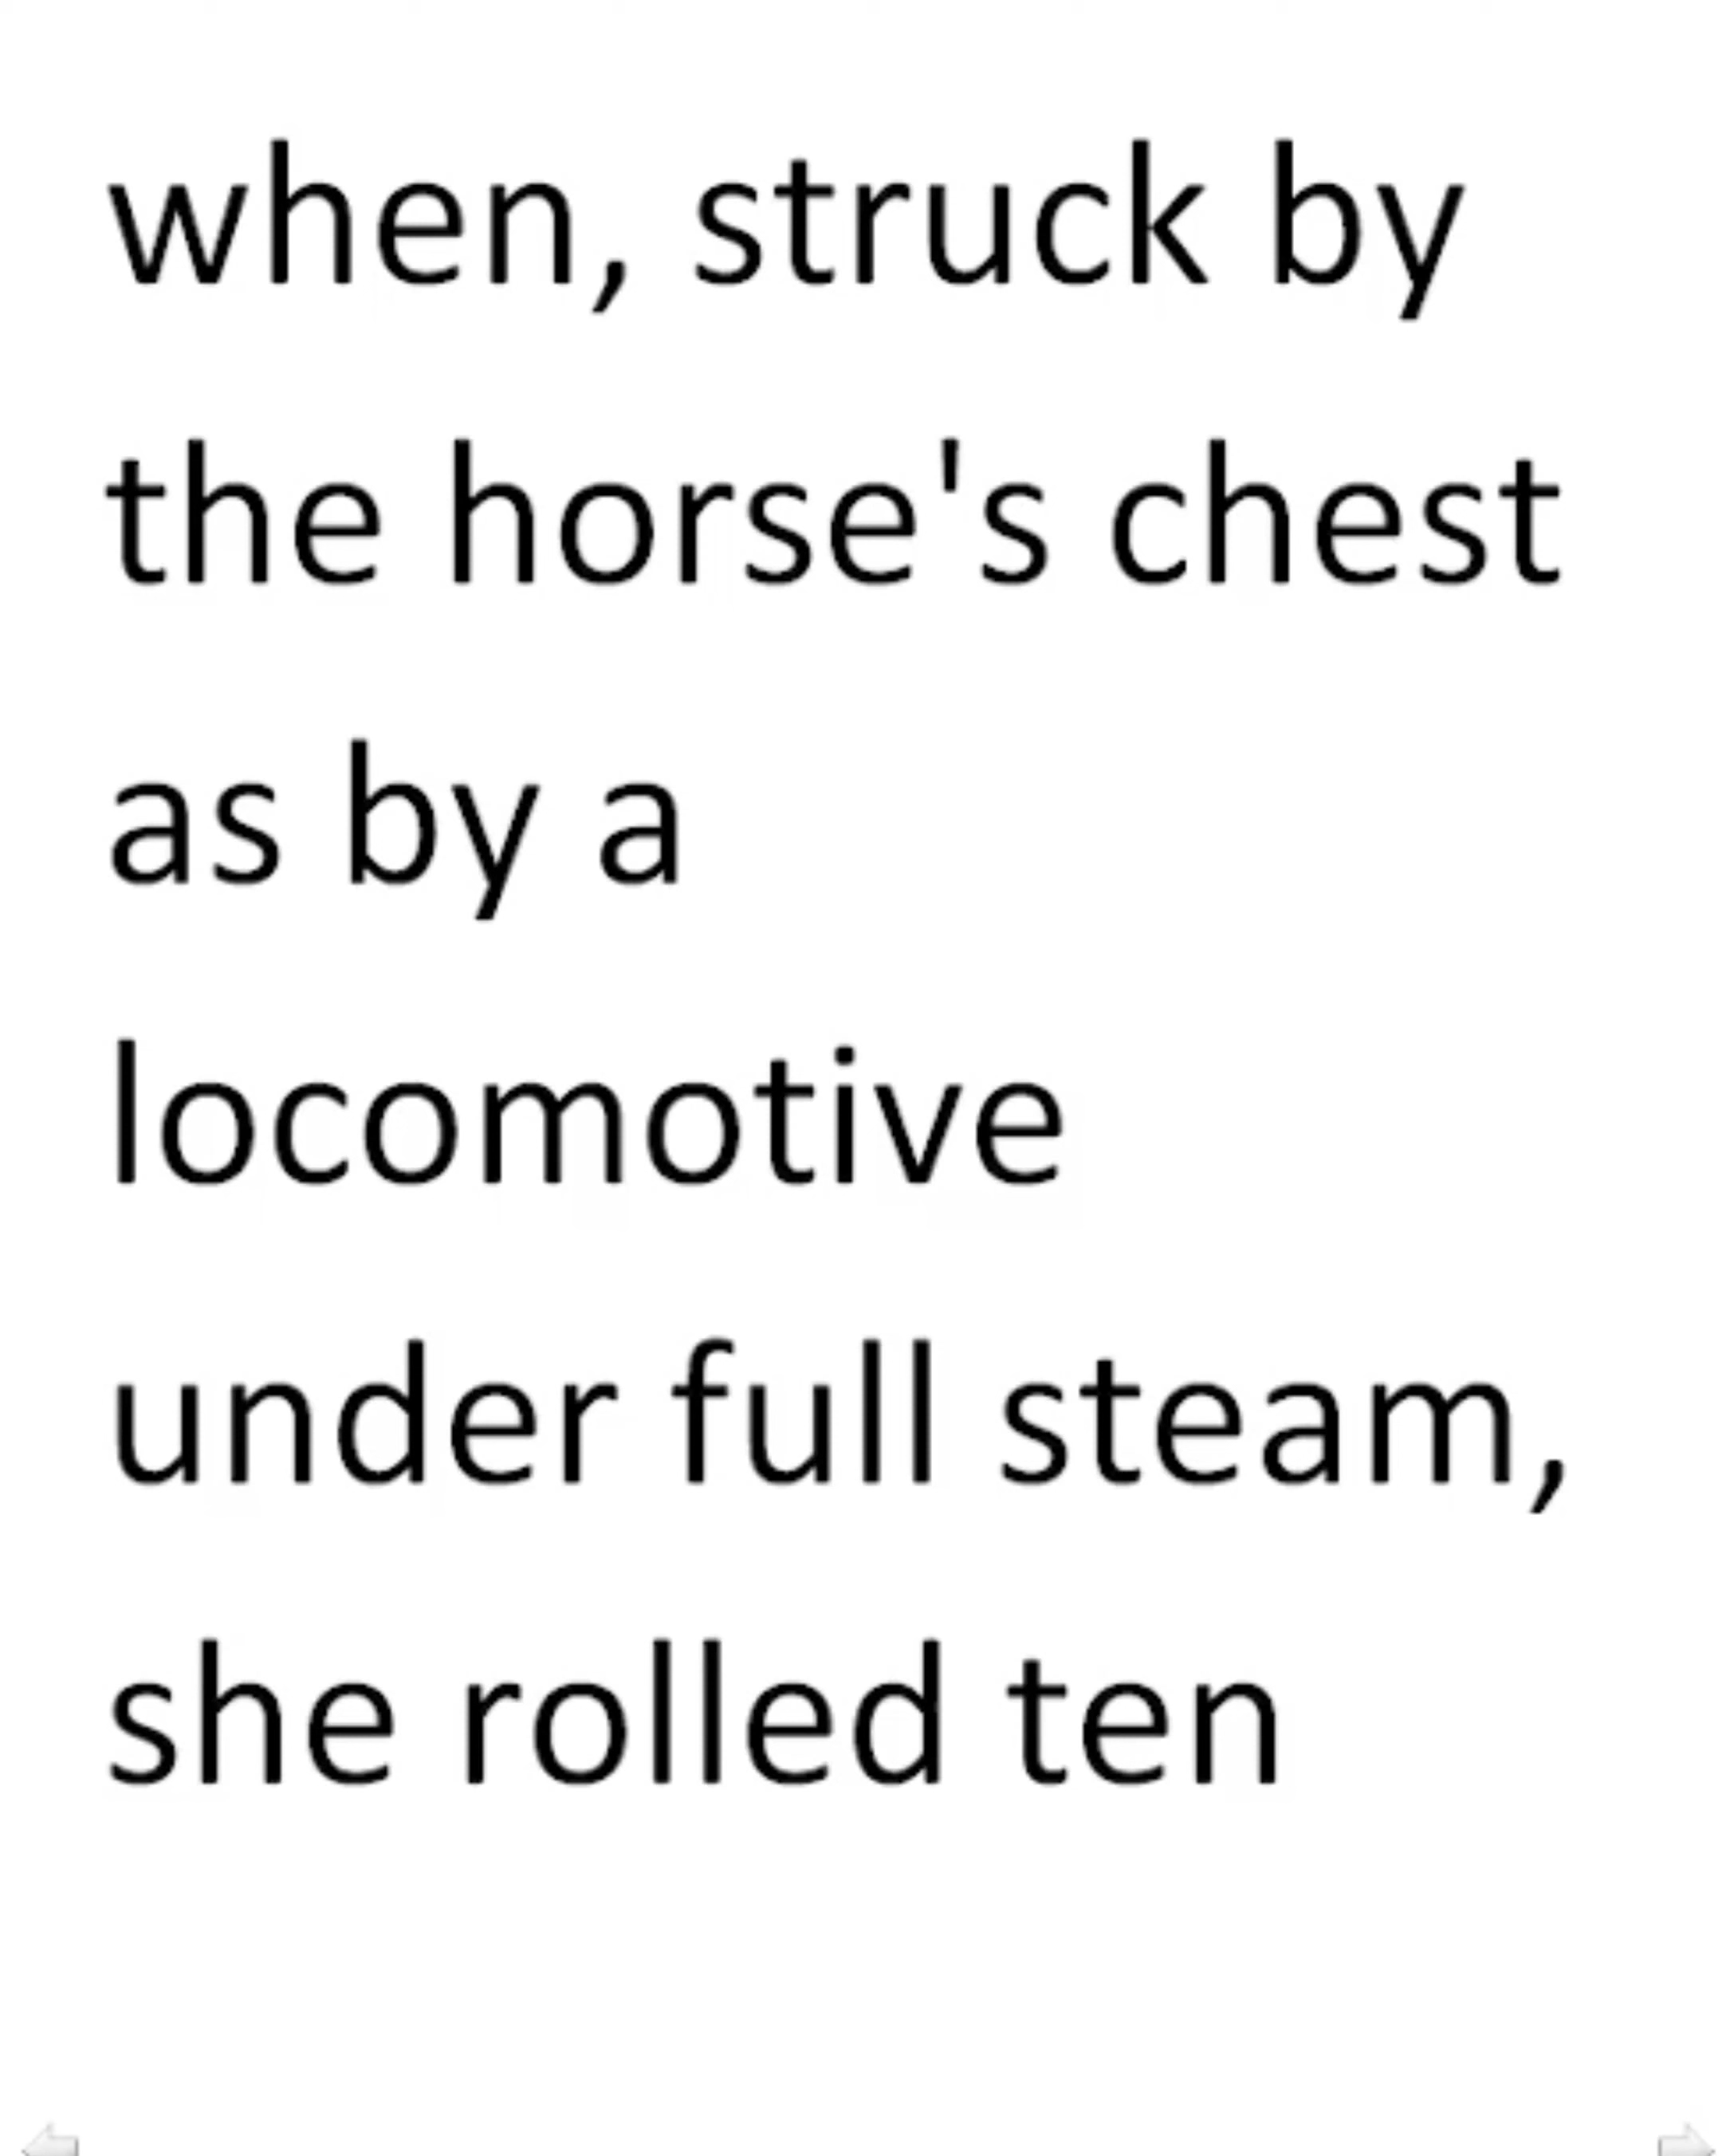 when, struck by
the horse's chest
as by a
locomotive
under full steam,
she rolled ten